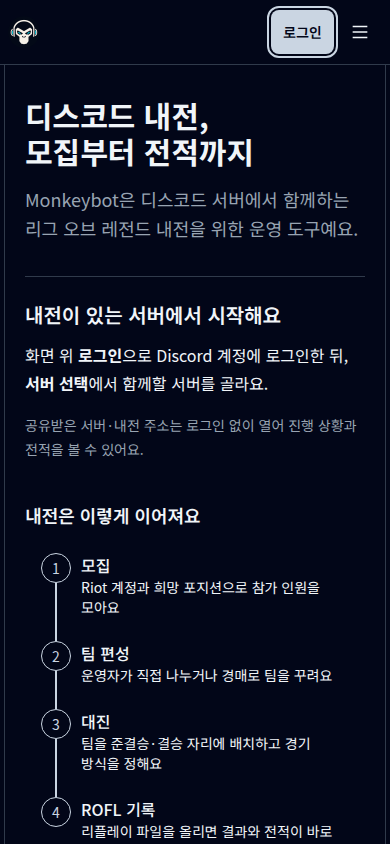 로그인
디스코드 내전,
모집부터 전적까지
Monkeybot은 디스코드 서버에서 함께하는
리그 오브 레전드 내전을 위한 운영 도구예요.
내전이 있는 서버에서 시작해요
화면 위 로그인으로 Discord 계정에 로그인한 뒤,
서버 선택에서 함께할 서버를 골라요.
공유받은 서버·내전 주소는 로그인 없이 열어 진행 상황과
전적을 볼 수 있어요.
내전은 이렇게 이어져요
1 모집
Riot 계정과 희망 포지션으로 참가 인원을
모아요
2 팀 편성
운영자가 직접 나누거나 경매로 팀을 꾸려요
3 대진
팀을 준결승·결승 자리에 배치하고 경기
방식을 정해요
4 ROFL 기록
리플레이 파일을 올리면 결과와 전적이 바로